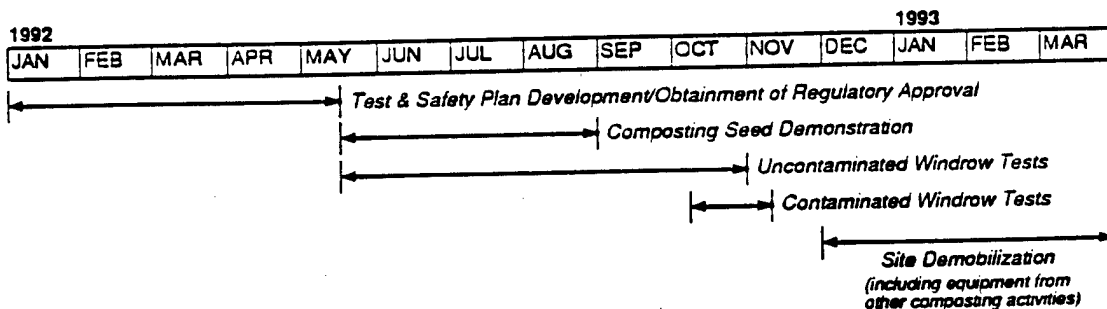 1992
1993
JAN FEB MAR APR MAY JUN JUL AUG SEP OCT NOV DEC JAN FEB MAR
Test & Safety Plan Development/Obtainment of Regulatory Approval
Composting Seed Demonstration
Uncontaminated Windrow Tests
Contaminated Windrow Tests
Site Demobilization
(including equipment from
other composting activities)